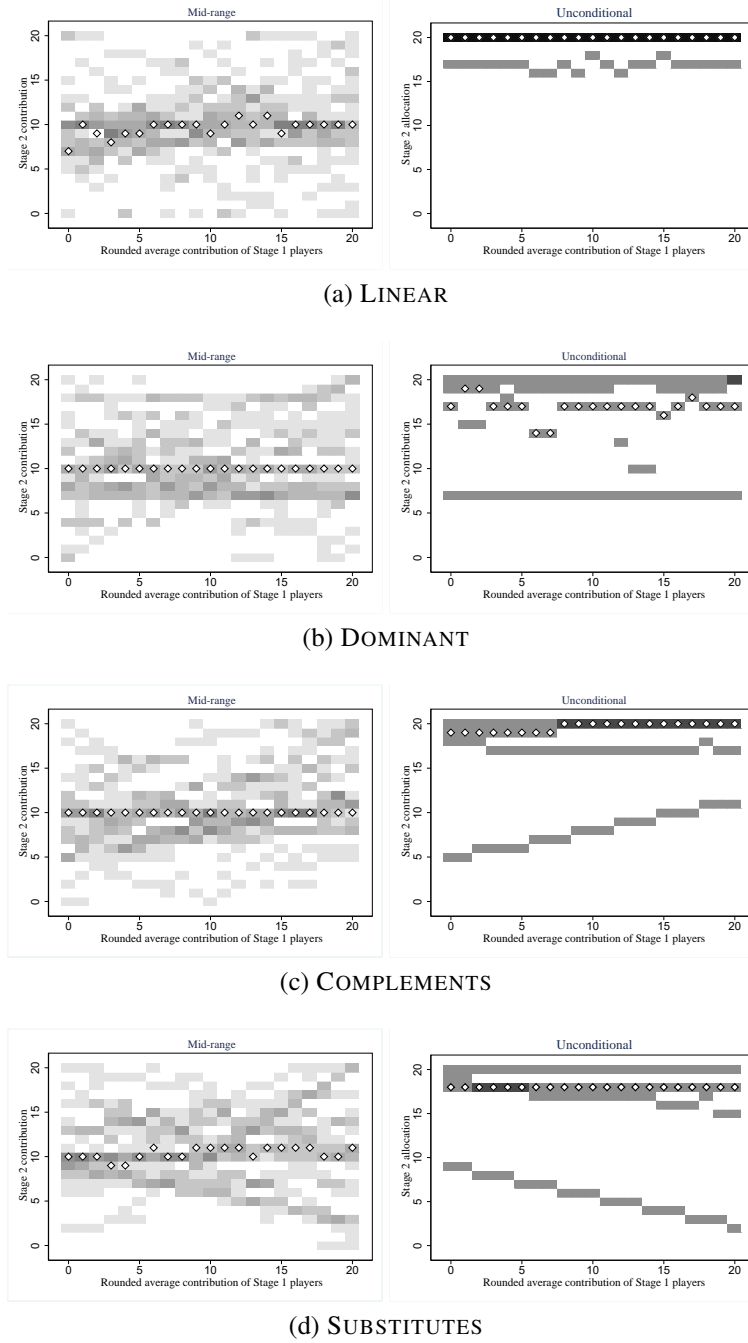 Mid-range
Stage 2 contribution
20
15
10
5
0
0 5 10 15 20
Rounded average contribution of Stage 1 players
Unconditional
Stage 2 allocation
20
15
10
5
0
0 5 10 15 20
Rounded average contribution of Stage 1 players
(a) LINEAR
Mid-range
Stage 2 contribution
20
15
10
5
0
0 5 10 15 20
Rounded average contribution of Stage 1 players
Unconditional
Stage 2 contribution
20
15
10
5
0
0 5 10 15 20
Rounded average contribution of Stage 1 players
(b) DOMINANT
Mid-range
Stage 2 contribution
20
15
10
5
0
0 5 10 15 20
Rounded average contribution of Stage 1 players
Unconditional
Stage 2 contribution
20
15
10
5
0
0 5 10 15 20
Rounded average contribution of Stage 1 players
(c) COMPLEMENTS
Mid-range
Stage 2 contribution
20
15
10
5
0
0 5 10 15 20
Rounded average contribution of Stage 1 players
Unconditional
Stage 2 allocation
20
15
10
5
0
0 5 10 15 20
Rounded average contribution of Stage 1 players
(d) SUBSTITUTES